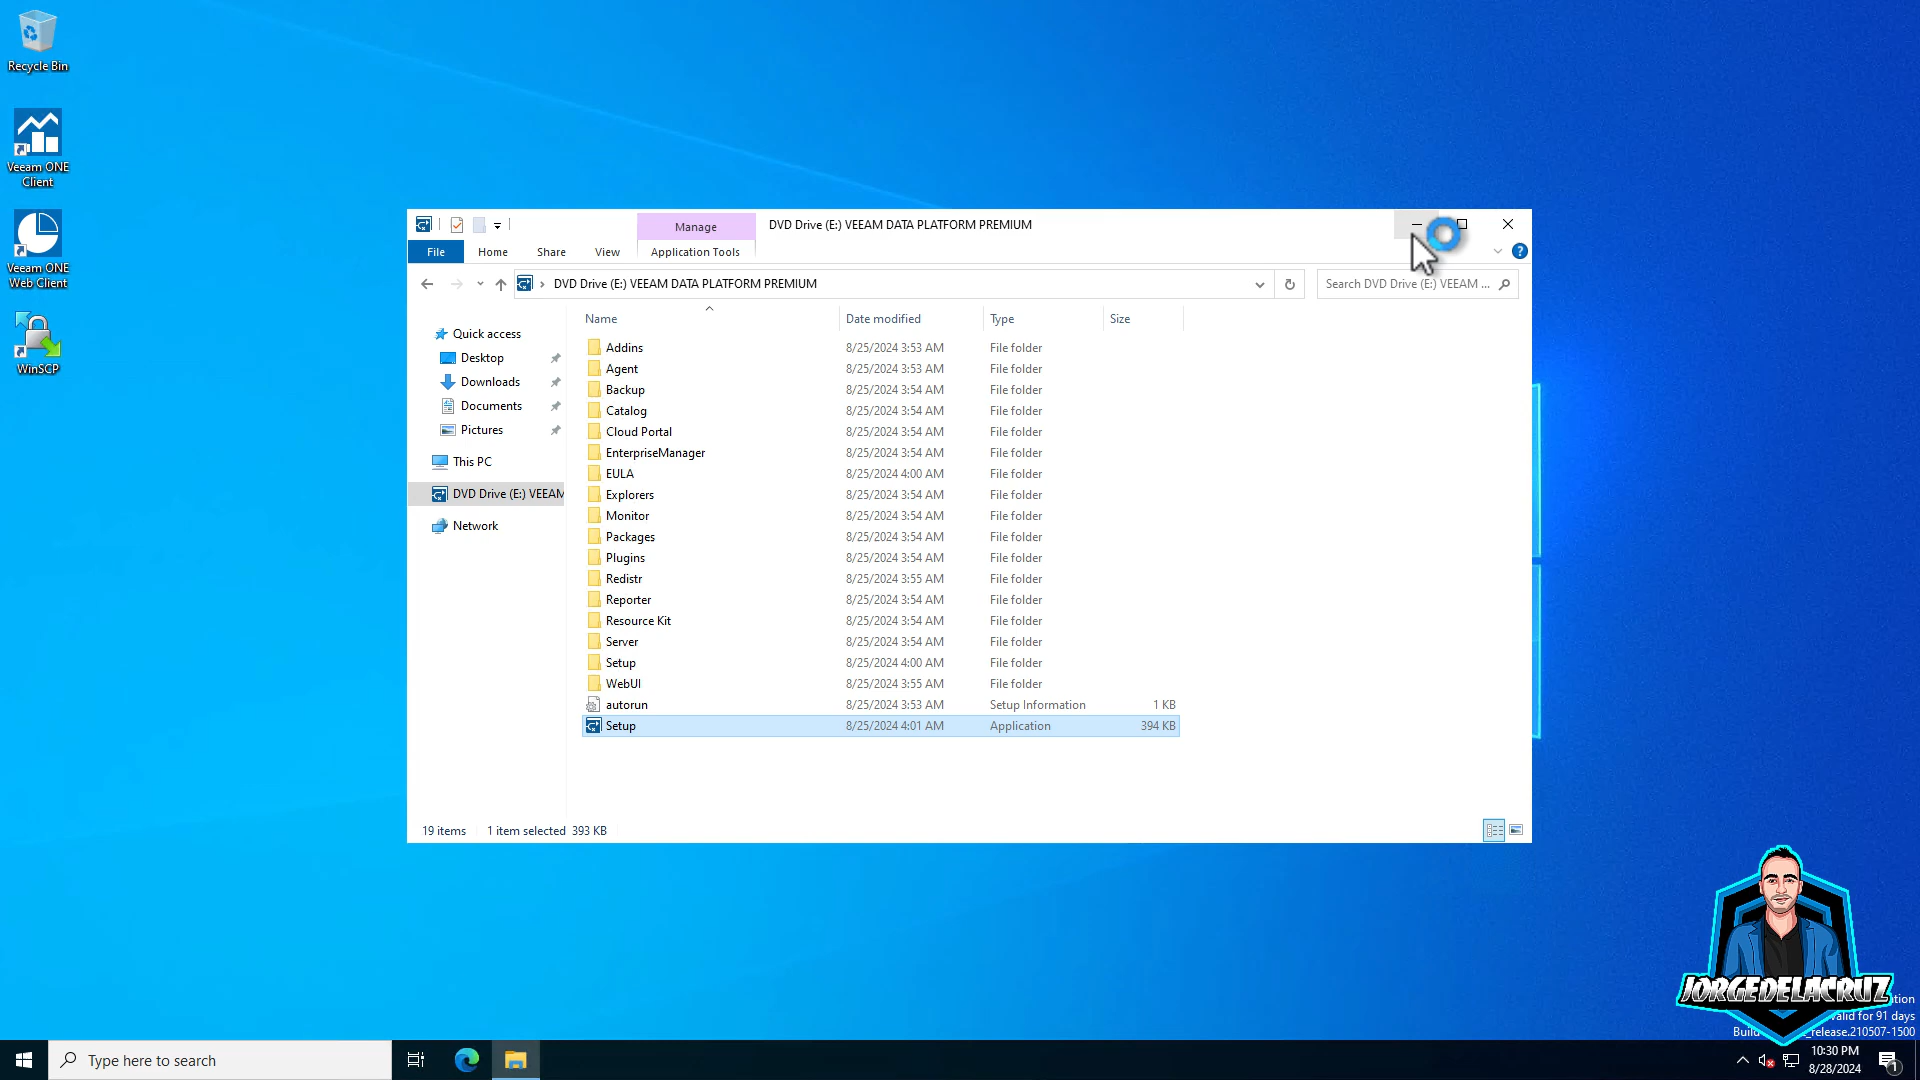 Recycle Bin
Veeam ONE
Client
Veeam ONE
Web Client
WinSCP
Manage
DVD Drive (E:) VEEAM DATA PLATFORM PREMIUM
File
Home
Share
View
Application Tools
DVD Drive (E:) VEEAM DATA PLATFORM PREMIUM
Search DVD Drive (E:) VEEAM ...
Name
Date modified
Type
Size
Quick access
Desktop
Downloads
Documents
Pictures
This PC
DVD Drive (E:) VEEAM
Network
Addins 8/25/2024 3:53 AM File folder
Agent 8/25/2024 3:53 AM File folder
Backup 8/25/2024 3:54 AM File folder
Catalog 8/25/2024 3:54 AM File folder
Cloud Portal 8/25/2024 3:54 AM File folder
EnterpriseManager 8/25/2024 3:54 AM File folder
EULA 8/25/2024 4:00 AM File folder
Explorers 8/25/2024 3:54 AM File folder
Monitor 8/25/2024 3:54 AM File folder
Packages 8/25/2024 3:54 AM File folder
Plugins 8/25/2024 3:54 AM File folder
Redistr 8/25/2024 3:55 AM File folder
Reporter 8/25/2024 3:54 AM File folder
Resource Kit 8/25/2024 3:54 AM File folder
Server 8/25/2024 3:54 AM File folder
Setup 8/25/2024 4:00 AM File folder
WebUI 8/25/2024 3:55 AM File folder
autorun 8/25/2024 3:53 AM Setup Information 1 KB
Setup 8/25/2024 4:01 AM Application 394 KB
19 items
1 item selected 393 KB
JORGEDELACRUZ
valid for 91 days
release.210507-1500
Type here to search
10:30 PM
8/28/2024
1